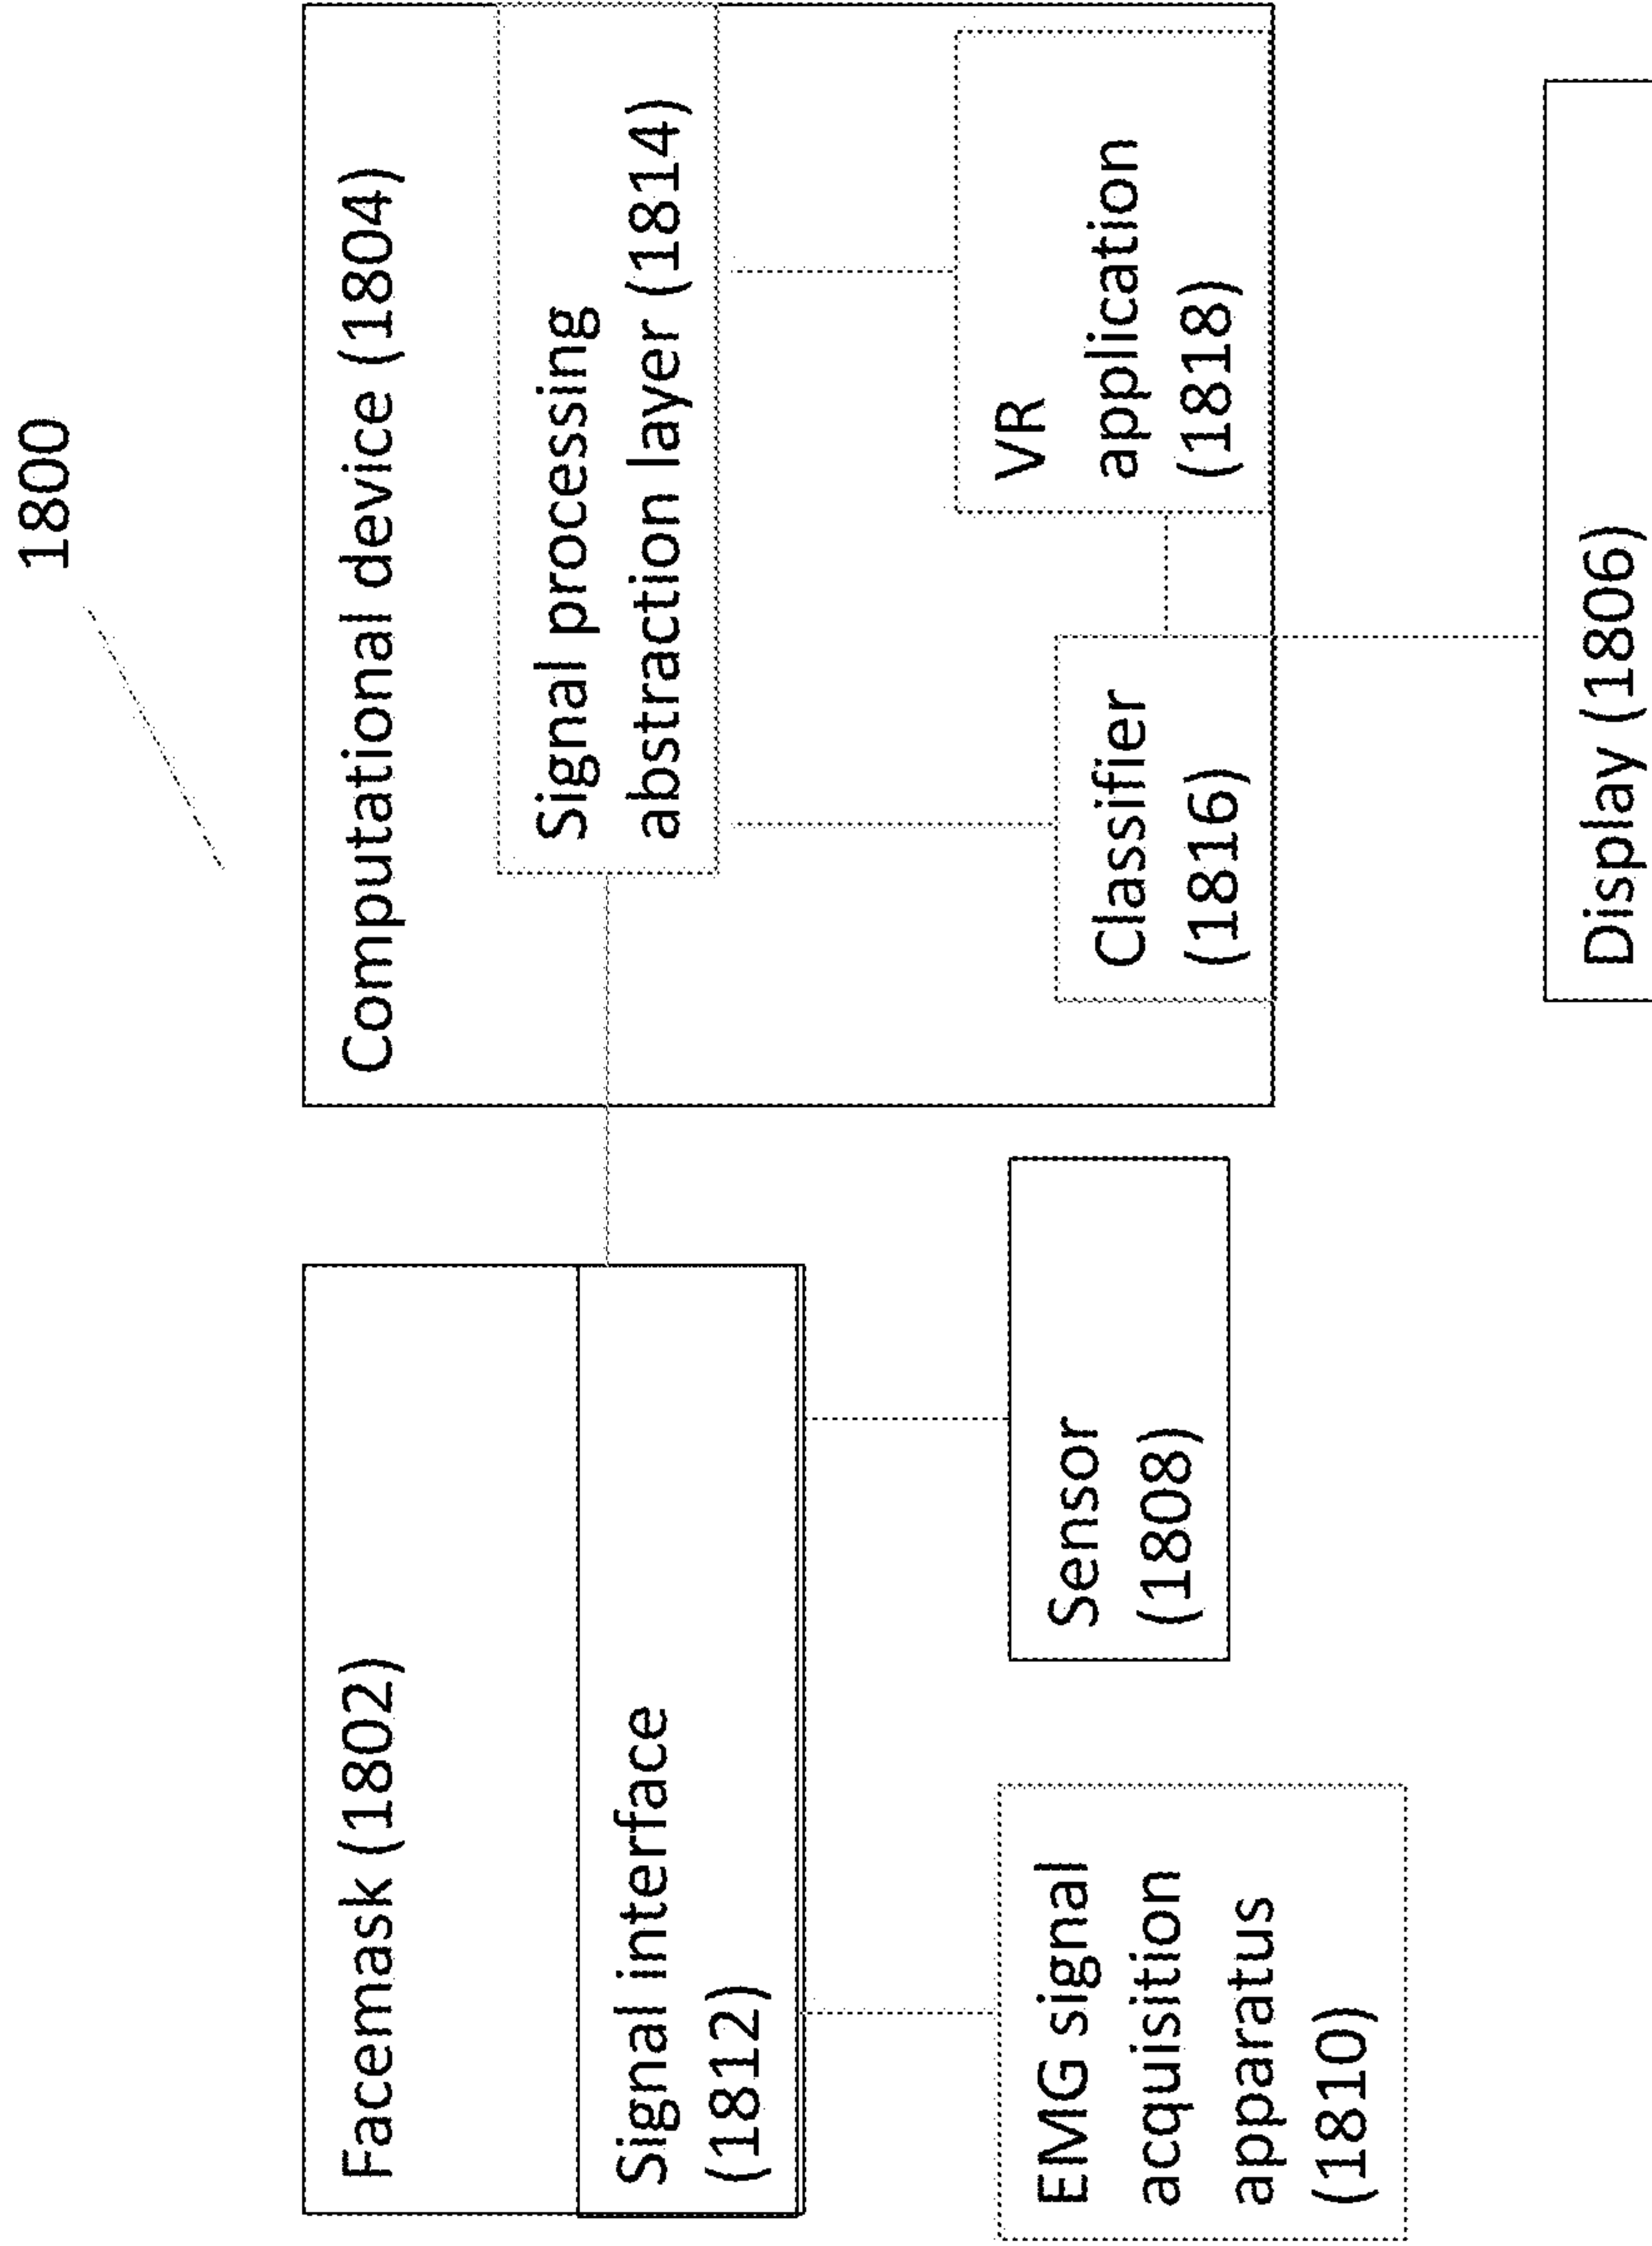 1800
Facemask (1802)
Signal interface
(1812)
EMG signal
acquisition
apparatus
(1810)
Sensor
(1808)
Computational device (1804)
Signal processing
abstraction layer (1814)
Classifier
(1816)
VR
application
(1818)
Display (1806)